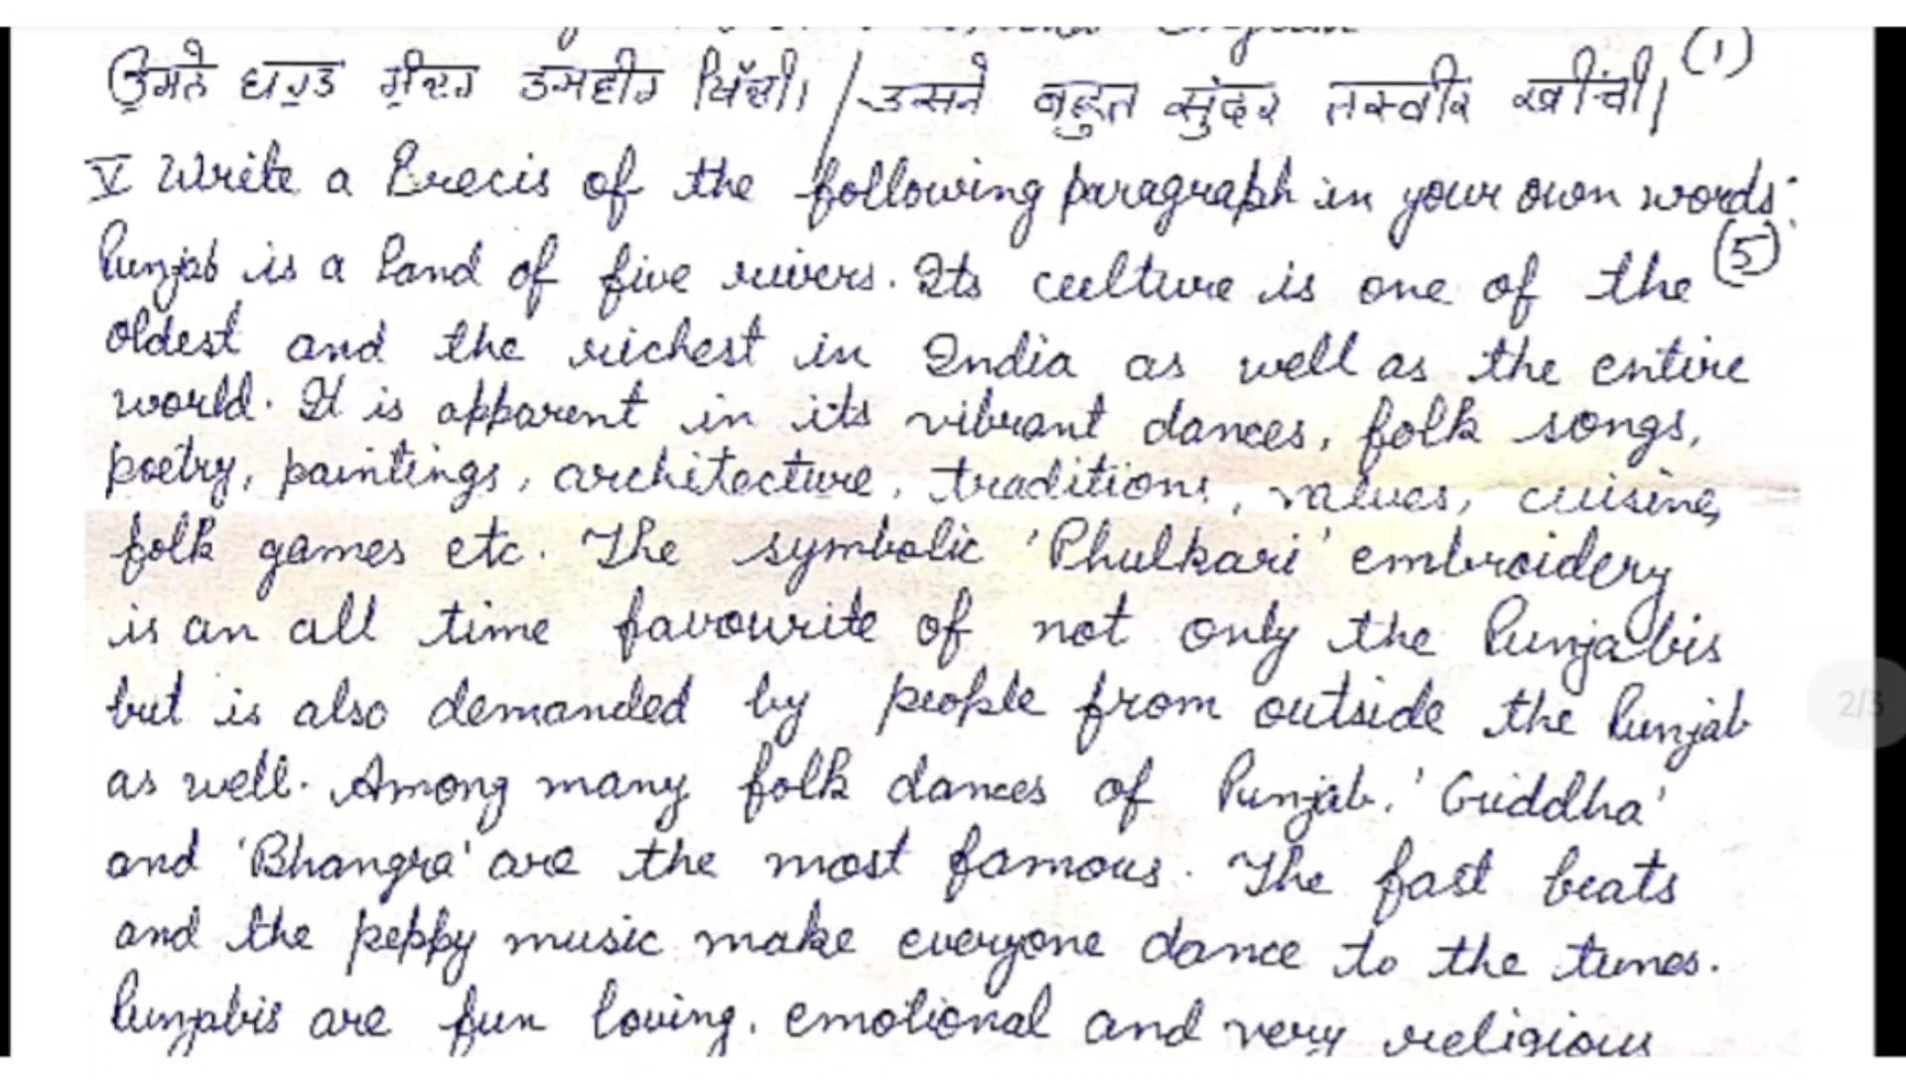 ਉਸਨੇ ਬਹੁਤ ਸੁੰਦਰ ਤਸਵੀਰ ਖਿੱਚੀ। / उसने बहुत सुंदर तस्वीर खींची। (1)
V Write a Precis of the following paragraph in your own words: (5)
Punjab is a Land of five rivers. Its culture is one of the
oldest and the richest in India as well as the entire
world. It is apparent in its vibrant dances, folk songs,
poetry, paintings, architecture, traditions, values, cuisine,
folk games etc. The symbolic 'Phulkari' embroidery
is an all time favourite of not only the Punjabis
but is also demanded by people from outside the Punjab
as well. Among many folk dances of Punjab, 'Griddha'
and 'Bhangra' are the most famous. The fast beats
and the peppy music make everyone dance to the tunes.
Punjabis are fun loving, emotional and very religious
2/3